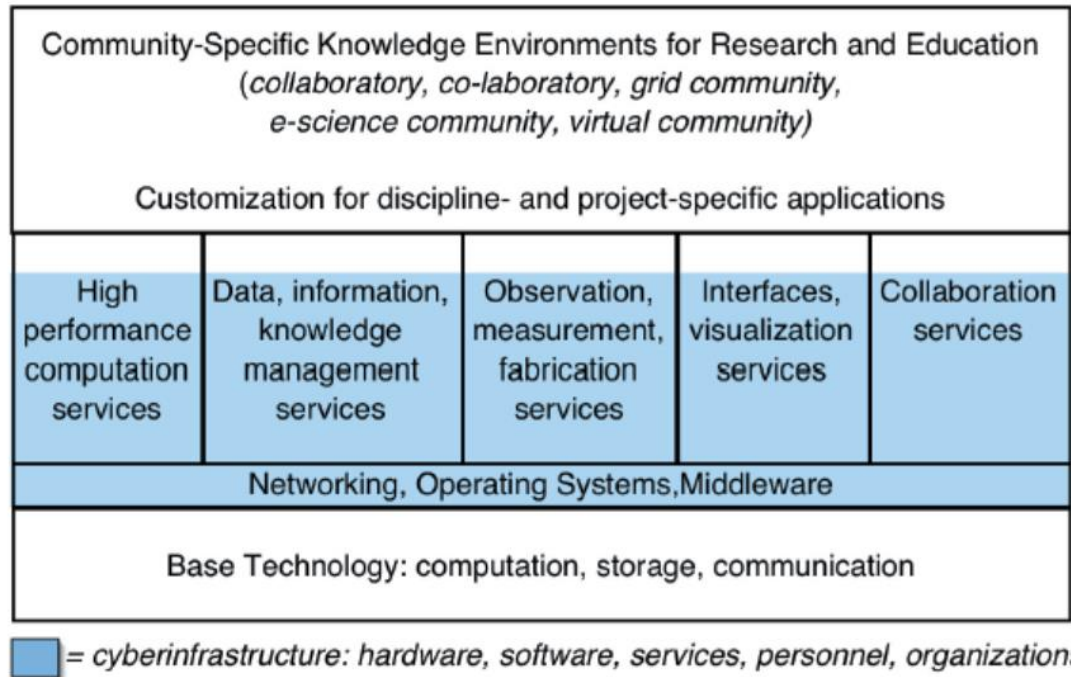 Community-Specific Knowledge Environments for Research and Education
(collaboratory, co-laboratory, grid community,
e-science community, virtual community)
Customization for discipline- and project-specific applications
High
performance
computation
services
Data, information,
knowledge
management
services
Observation,
measurement,
fabrication
services
Interfaces,
visualization
services
Collaboration
services
Networking, Operating Systems,Middleware
Base Technology: computation, storage, communication
= cyberinfrastructure: hardware, software, services, personnel, organizations